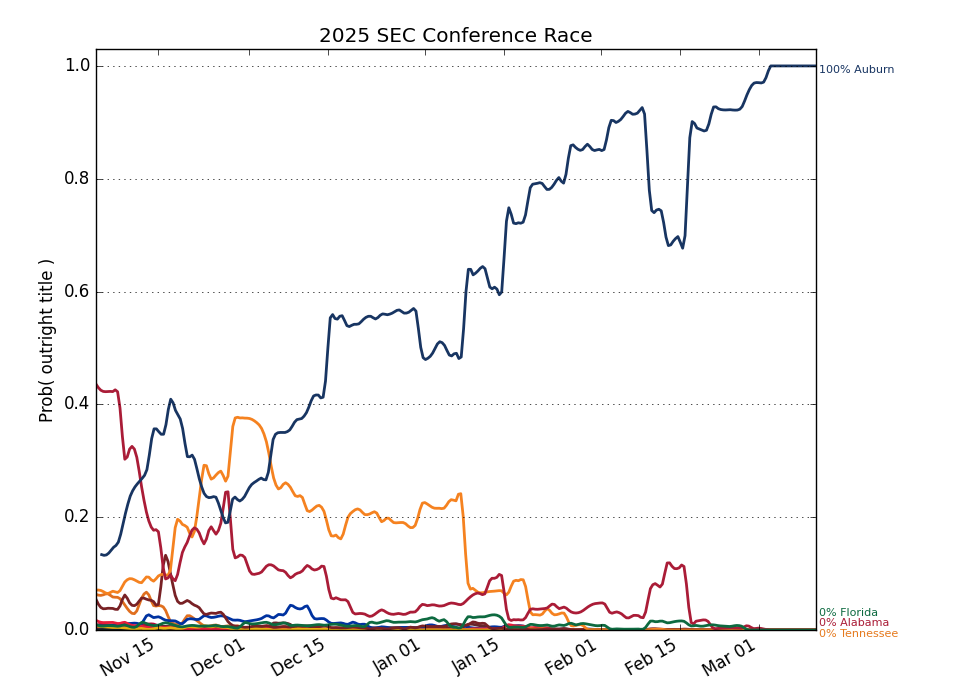 2025 SEC Conference Race
Prob( outright title )
1.0
0.8
0.6
0.4
0.2
0.0
Nov 15
Dec 01
Dec 15
Jan 01
Jan 15
Feb 01
Feb 15
Mar 01
100% Auburn
0% Florida
0% Alabama
0% Tennessee